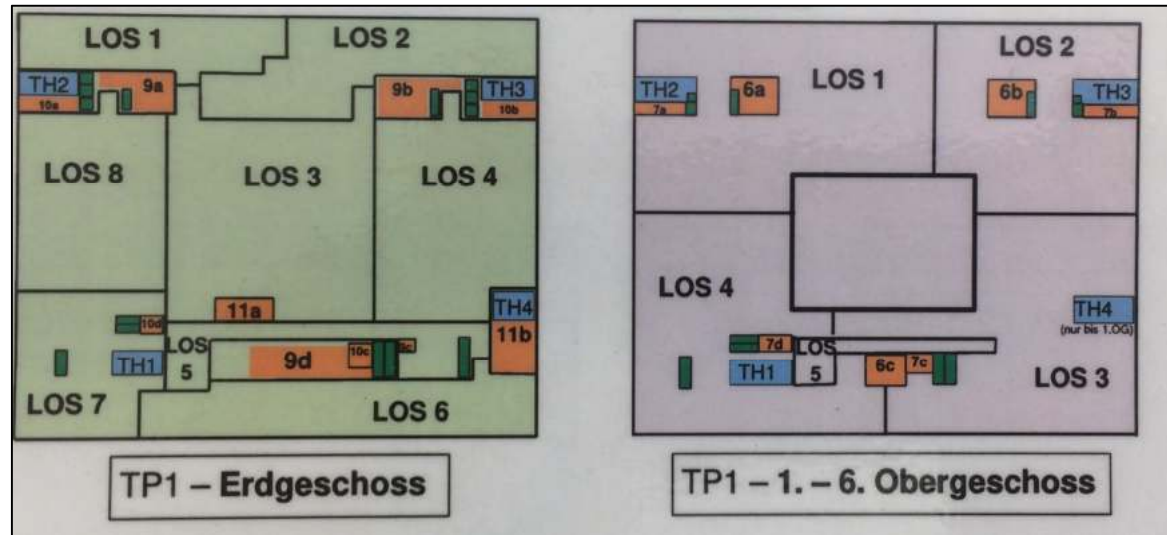 LOS 1
LOS 2
TH2
9a
9b
TH3
10a
10b
LOS 8
LOS 3
LOS 4
11a
TH4
11b
10d
LOS
5
TH1
9d
10c
9c
LOS 7
LOS 6
TP1 – Erdgeschoss
LOS 2
LOS 1
TH2
6a
6b
TH3
7a
7b
LOS 4
TH4
(nur bis 1.OG)
7d
LOS
5
TH1
6c
7c
LOS 3
TP1 – 1. – 6. Obergeschoss